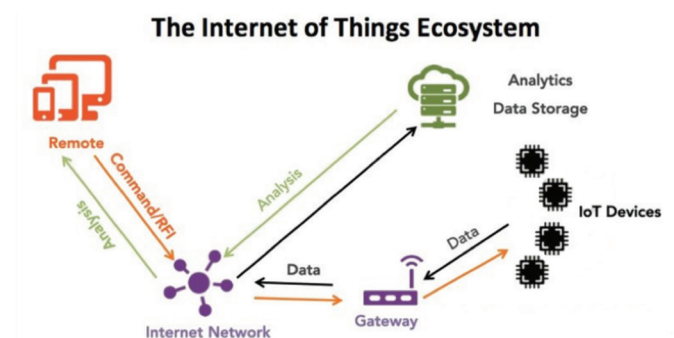 The Internet of Things Ecosystem
Analytics
Data Storage
Remote
Command/RFI
Analysis
Analysis
IoT Devices
Data
Data
Gateway
Internet Network